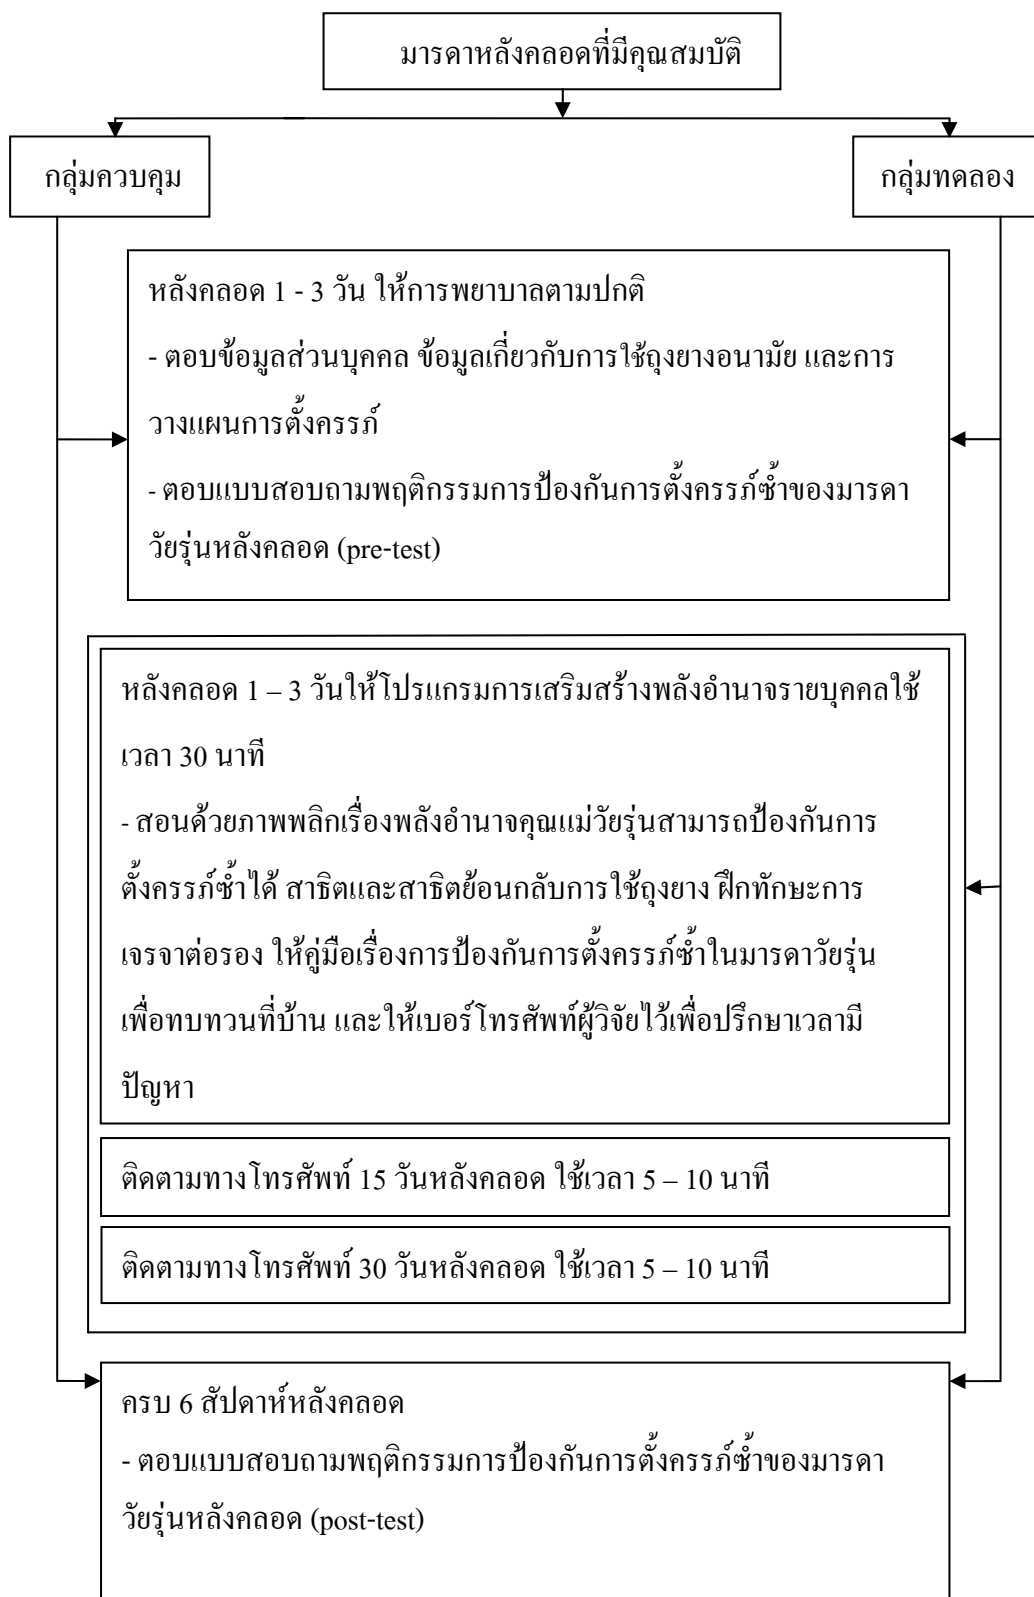 มารดาหลังคลอดที่มีคุณสมบัติ
กลุ่มควบคุม
กลุ่มทดลอง
หลังคลอด 1 - 3 วัน ให้การพยาบาลตามปกติ
- ตอบข้อมูลส่วนบุคคล ข้อมูลเกี่ยวกับการใช้ถุงยางอนามัย และการ
วางแผนการตั้งครรภ์
- ตอบแบบสอบถามพฤติกรรมการป้องกันการตั้งครรภ์ซ้ำของมารดา
วัยรุ่นหลังคลอด (pre-test)
หลังคลอด 1 – 3 วันให้โปรแกรมการเสริมสร้างพลังอำนาจรายบุคคลใช้
เวลา 30 นาที
- สอนด้วยภาพพลิกเรื่องพลังอำนาจคุณแม่วัยรุ่นสามารถป้องกันการ
ตั้งครรภ์ซ้ำได้ สาธิตและสาธิตย้อนกลับการใช้ถุงยาง ฝึกทักษะการ
เจรจาต่อรอง ให้คู่มือเรื่องการป้องกันการตั้งครรภ์ซ้ำในมารดาวัยรุ่น
เพื่อทบทวนที่บ้าน และให้เบอร์โทรศัพท์ผู้วิจัยไว้เพื่อปรึกษาเวลามี
ปัญหา
ติดตามทางโทรศัพท์ 15 วันหลังคลอด ใช้เวลา 5 – 10 นาที
ติดตามทางโทรศัพท์ 30 วันหลังคลอด ใช้เวลา 5 – 10 นาที
ครบ 6 สัปดาห์หลังคลอด
- ตอบแบบสอบถามพฤติกรรมการป้องกันการตั้งครรภ์ซ้ำของมารดา
วัยรุ่นหลังคลอด (post-test)